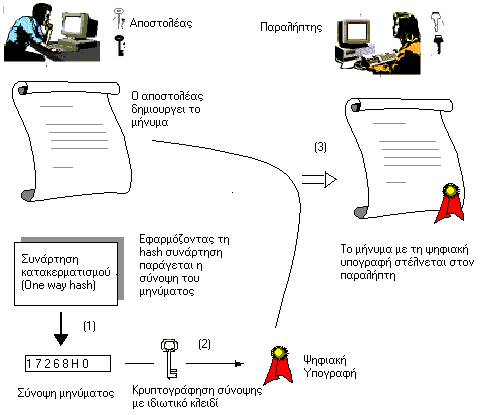 Αποστολέας
Παραλήπτης
Ο αποστολέας
δημιουργει το
μήνυμα
(3)
Συνάρτηση
κατακερματισμού
(One way hash)
Εφαρμόζοντας τη
hash συνάρτηση
παράγεται η
σύνοψη του
μηνύματος
Το μήνυμα με τη ψηφιακή
υπογραφή στέλνεται στον
παραλήπτη
(1)
(2)
17268H0
Ψηφιακή
Υπογραφή
Σύνοψη μηνύματος
Κρυπτογράφηση σύνοψης
με ιδιωτικό κλειδί